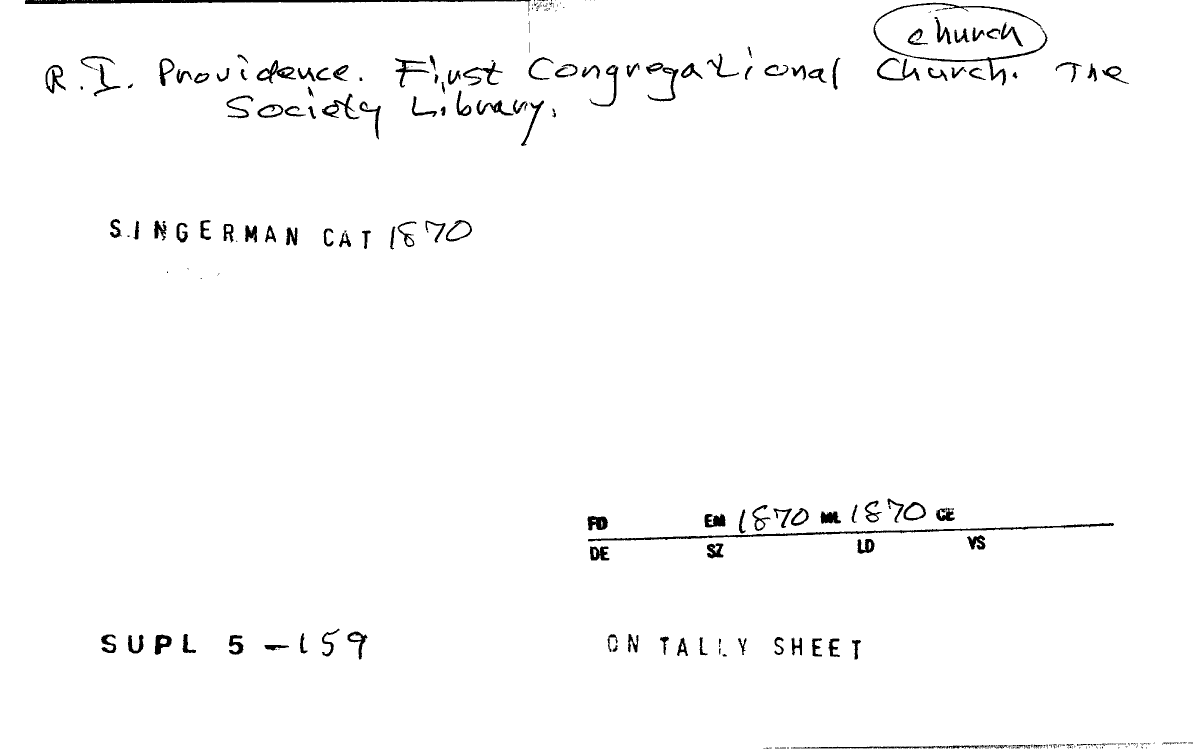 church
R.I. Providence. First Congregational Church. The
Society Library.
SINGERMAN CAT 1870
FD EM 1870 ML 1870 CE
DE SZ LD VS
SUPL 5 -159
ON TALLY SHEET